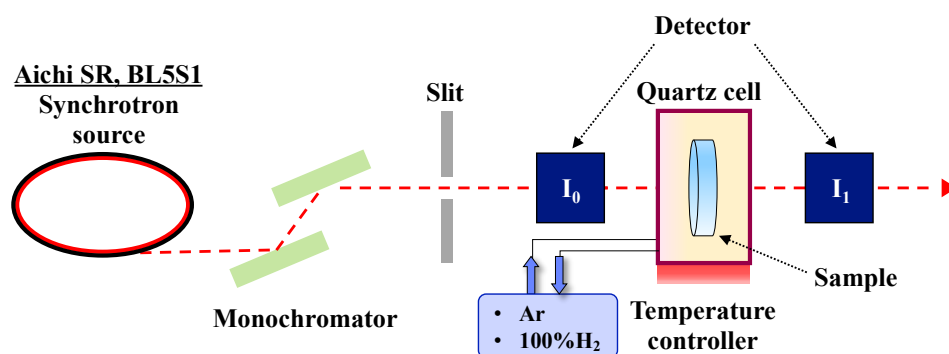 Aichi SR, BL5S1
Synchrotron
source
Monochromator
Slit
Detector
I₀
Quartz cell
I₁
Sample
Temperature
controller
• Ar
• 100%H₂